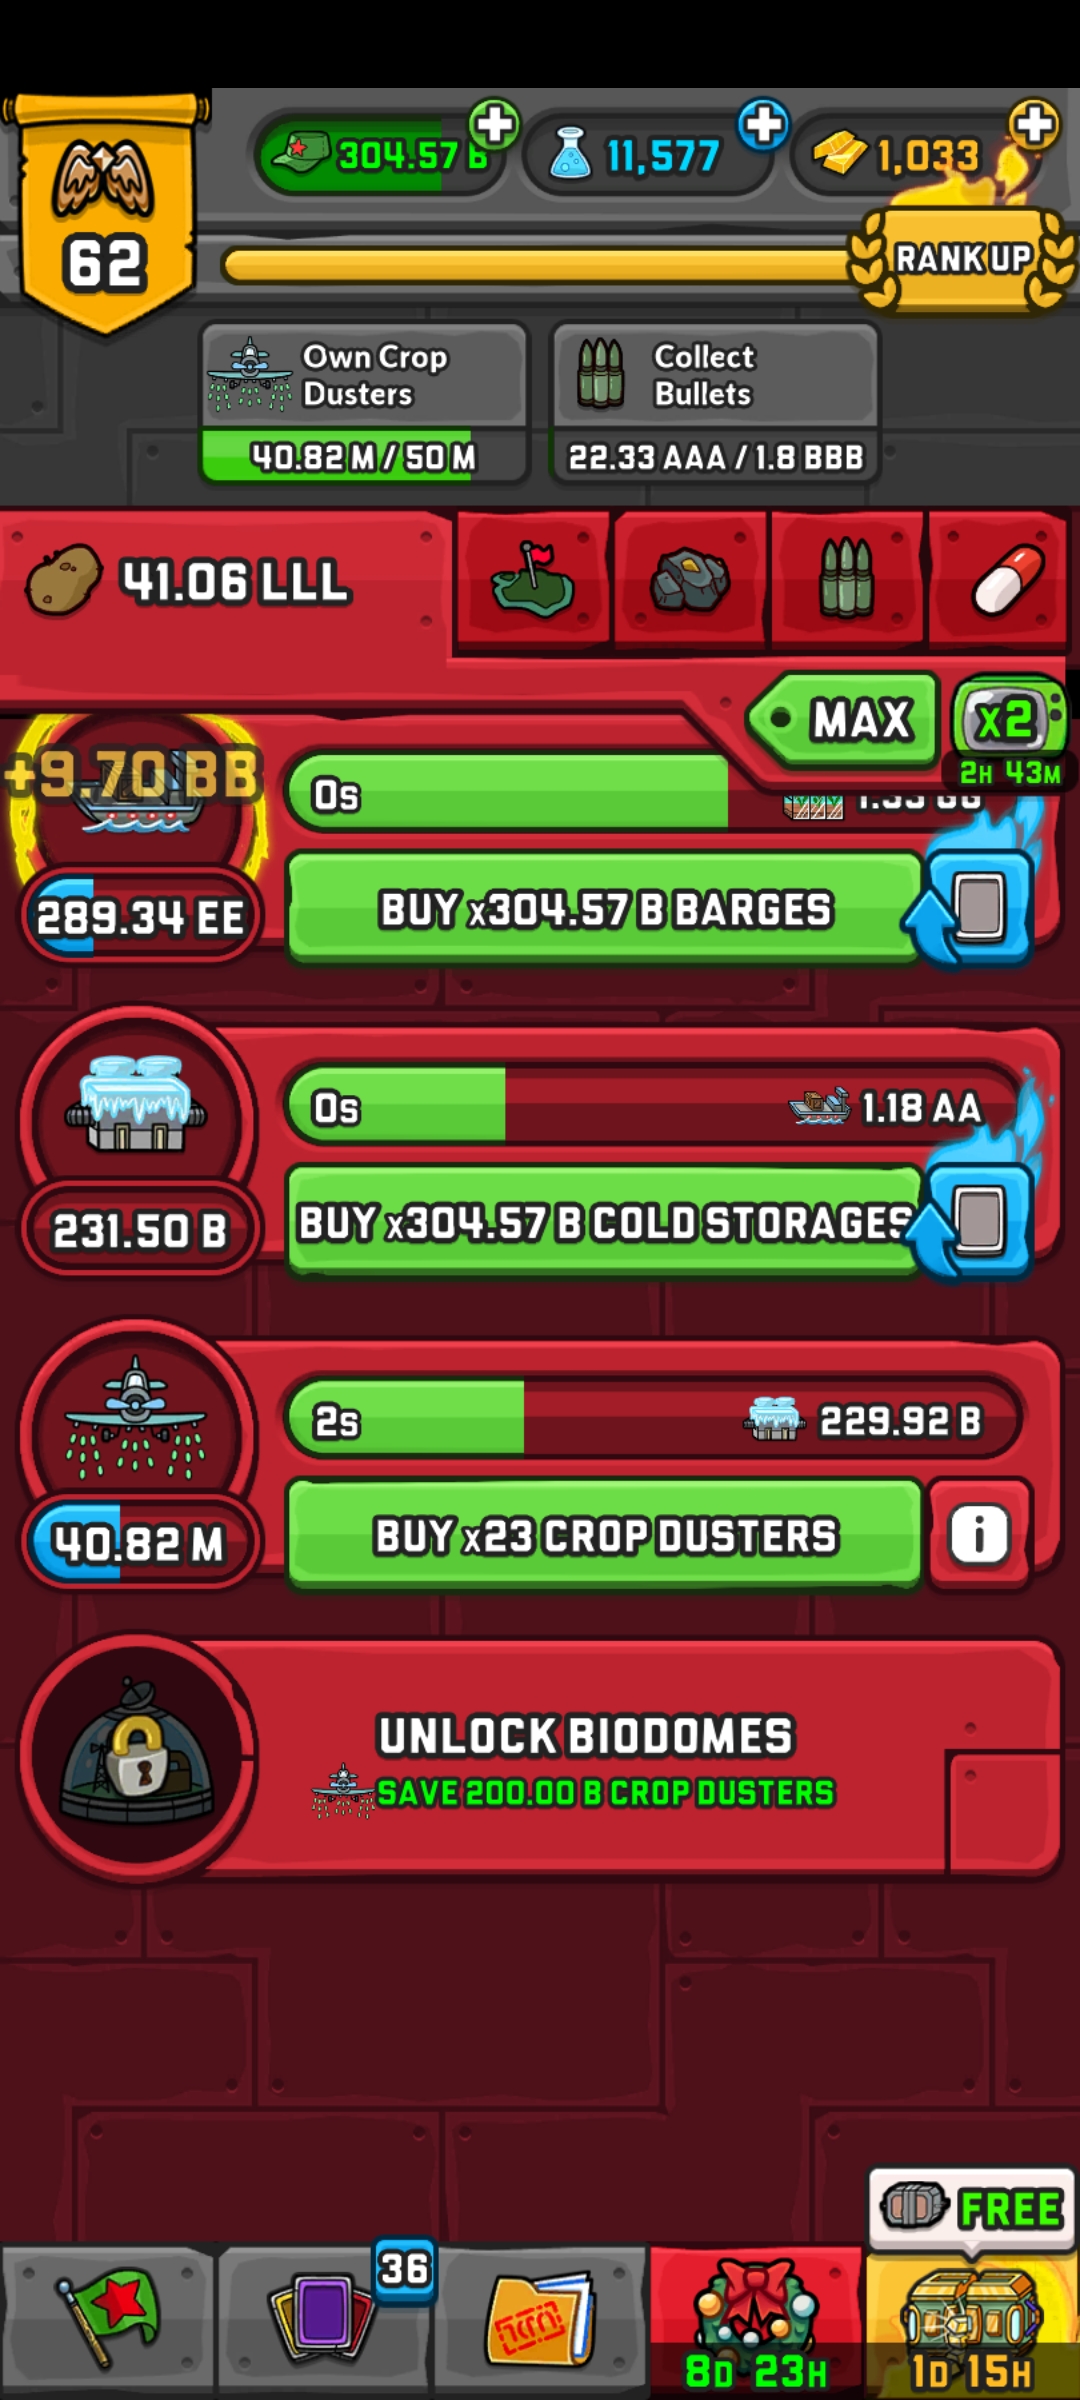 304.57 B
11,577
1,033
62
RANK UP
Own Crop
Dusters
40.82 M / 50 M
Collect
Bullets
22.33 AAA / 1.8 BBB
41.06 LLL
MAX
x2
2H 43M
+9.70 BB
0s
289.34 EE
BUY x304.57 B BARGES
0s
1.18 AA
231.50 B
BUY x304.57 B COLD STORAGES
2s
229.92 B
40.82 M
BUY x23 CROP DUSTERS
i
UNLOCK BIODOMES
SAVE 200.00 B CROP DUSTERS
FREE
36
8D 23H
1D 15H